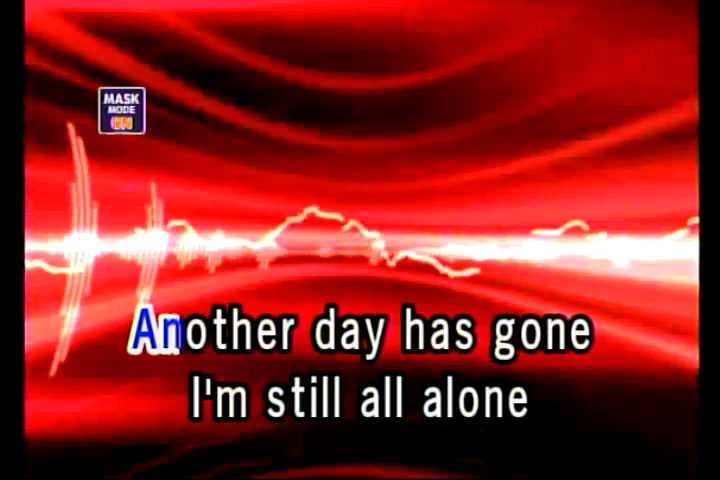 MASK
MODE
ON
Another day has gone
I'm still all alone